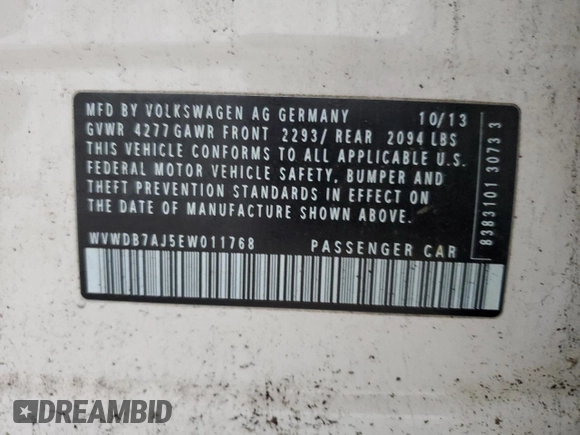 MFD BY VOLKSWAGEN AG GERMANY 10/13
GVWR 4277 GAWR FRONT 2293/ REAR 2094 LBS
THIS VEHICLE CONFORMS TO ALL APPLICABLE U.S.
FEDERAL MOTOR VEHICLE SAFETY, BUMPER AND
THEFT PREVENTION STANDARDS IN EFFECT ON
THE DATE OF MANUFACTURE SHOWN ABOVE.
WVWDB7AJ5EW011768 PASSENGER CAR
8383101 3073 3
DREAMBID